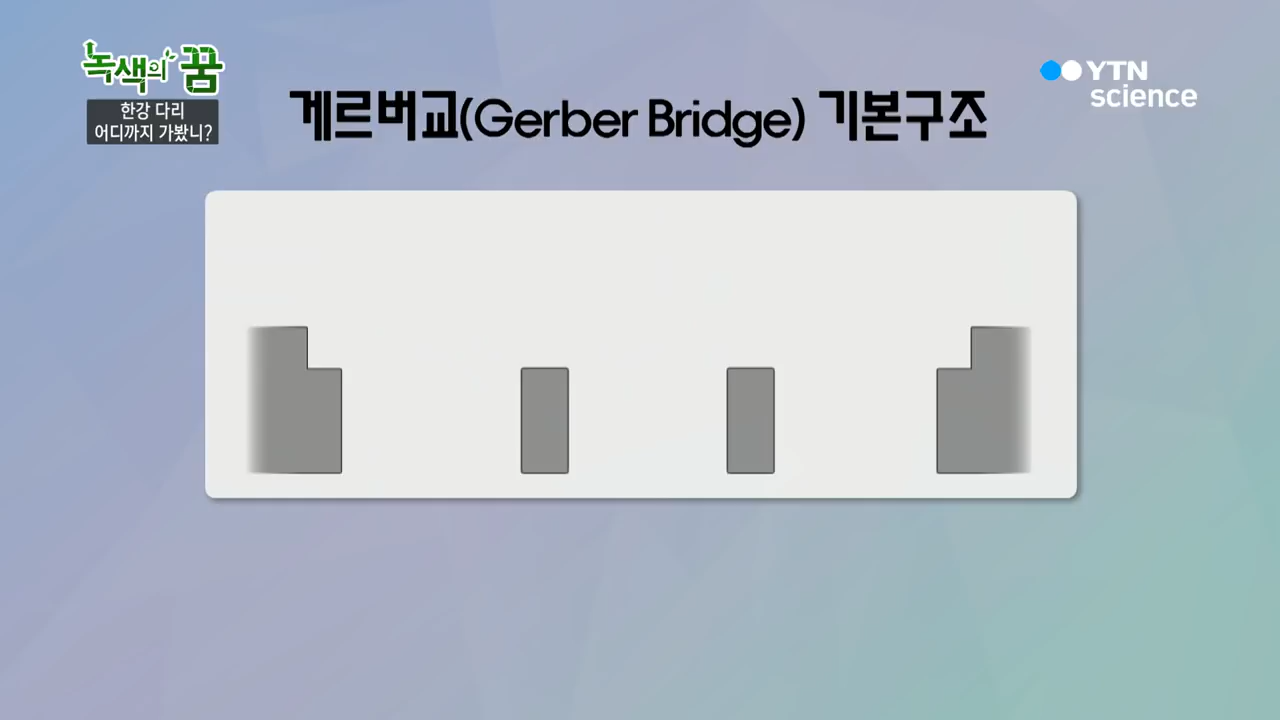 녹색의 꿈
한강 다리
어디까지 가봤니?
게르버교(Gerber Bridge) 기본구조
YTN
science